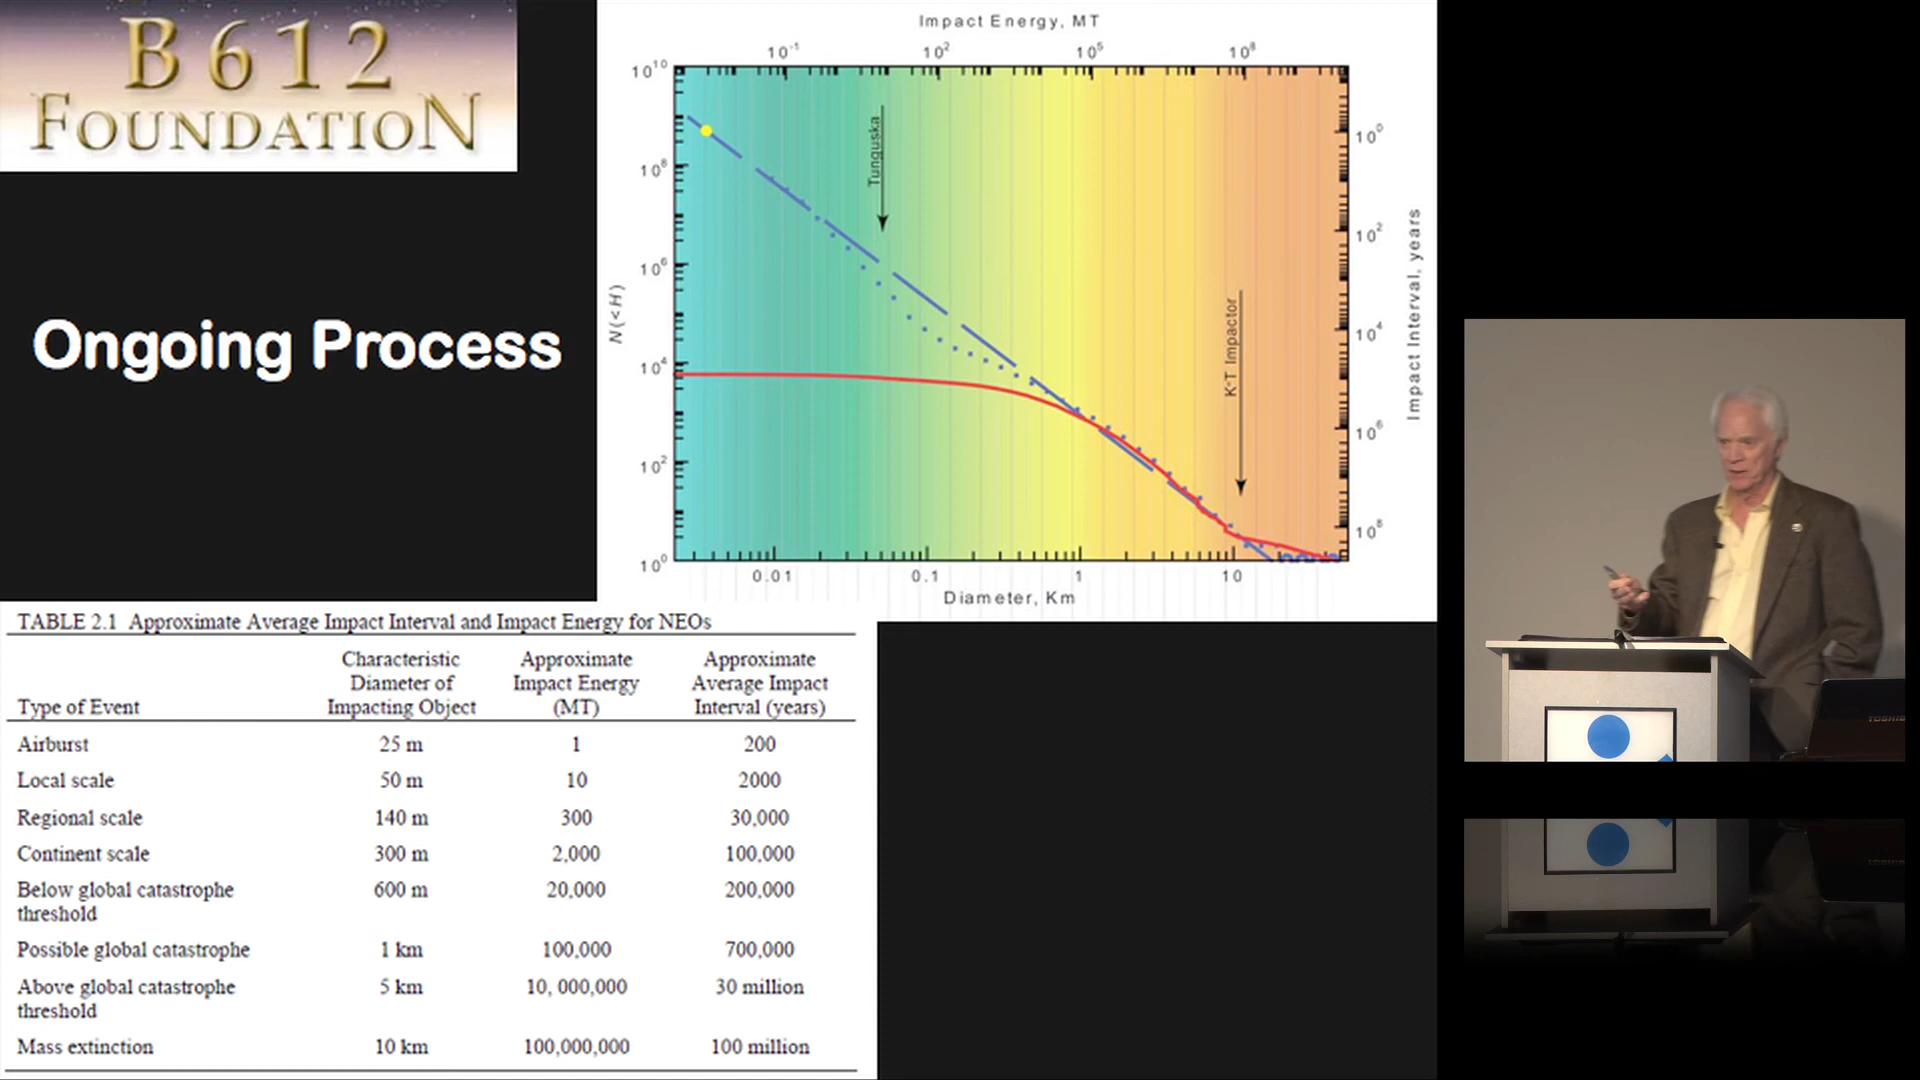 B 6 1 2
FOUNDATION
Ongoing Process
Impact Energy, MT
10⁻¹ 10² 10⁵ 10⁸
10¹⁰
10⁸
10⁶
10⁴
10²
10⁰
N(<H)
Tunguska
K-T Impactor
10⁰
10²
10⁴
10⁶
10⁸
Impact Interval, years
0.01 0.1 1 10
Diameter, Km
TABLE 2.1 Approximate Average Impact Interval and Impact Energy for NEOs
Characteristic Approximate Approximate
Diameter of Impact Energy Average Impact
Type of Event Impacting Object (MT) Interval (years)
Airburst 25 m 1 200
Local scale 50 m 10 2000
Regional scale 140 m 300 30,000
Continent scale 300 m 2,000 100,000
Below global catastrophe 600 m 20,000 200,000
threshold
Possible global catastrophe 1 km 100,000 700,000
Above global catastrophe 5 km 10, 000,000 30 million
threshold
Mass extinction 10 km 100,000,000 100 million
TOSHIB